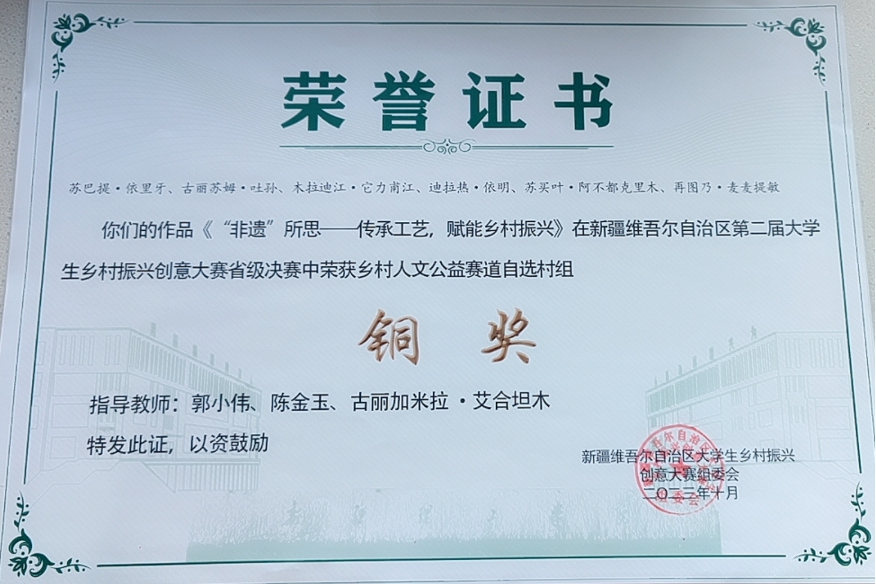 荣誉证书
苏巴提·依里牙、古丽苏姆·吐孙、木拉迪江·它力甫江、迪拉热·依明、苏买叶·阿不都克里木、再图乃·麦麦提敏
你们的作品《“非遗”所思——传承工艺，赋能乡村振兴》在新疆维吾尔自治区第二届大学
生乡村振兴创意大赛省级决赛中荣获乡村人文公益赛道自选村组
铜奖
指导教师：郭小伟、陈金玉、古丽加米拉·艾合坦木
特发此证，以资鼓励
新疆维吾尔自治区大学生乡村振兴
创意大赛组委会
二〇二三年十月